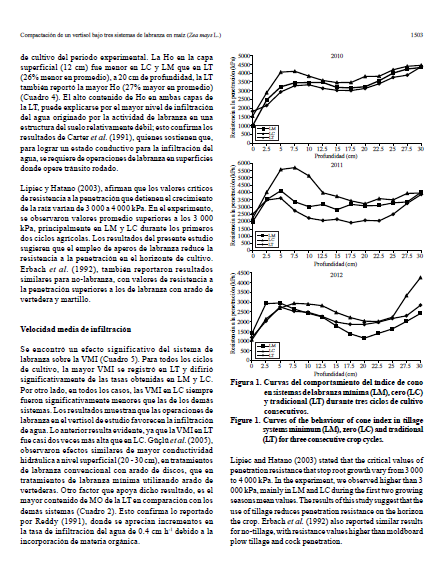 Compactación de un vertisol bajo tres sistemas de labranza en maíz (Zea mays L.)
1503
de cultivo del periodo experimental. La Ho en la capa
superficial (12 cm) fue menor en LC y LM que en LT
(26% menor en promedio), a 20 cm de profundidad, la LT
también reportó la mayor Ho (27% mayor en promedio)
(Cuadro 4). El alto contenido de Ho en ambas capas de
la LT, puede explicarse por el mayor nivel de infiltración
del agua originado por la actividad de labranza en una
estructura del suelo relativamente débil; esto confirma los
resultados de Carter et al. (1991), quienes sostienen que,
para lograr un estado conductivo para la infiltración del
agua, se requiere de operaciones de labranza en superficies
donde opere tránsito rodado.
Lipiec y Hatano (2003), afirman que los valores críticos
de resistencia a la penetración que detienen el crecimiento
de la raíz varían de 3 000 a 4 000 kPa. En el experimento,
se observaron valores promedio superiores a los 3 000
kPa, principalmente en LM y LC durante los primeros
dos ciclos agrícolas. Los resultados del presente estudio
sugieren que el empleo de aperos de labranza reduce la
resistencia a la penetración en el horizonte de cultivo.
Erbach et al. (1992), también reportaron resultados
similares para no-labranza, con valores de resistencia a
la penetración superiores a los de labranza con arado de
vertedera y martillo.
Velocidad media de infiltración
Se encontró un efecto significativo del sistema de
labranza sobre la VMI (Cuadro 5). Para todos los ciclos
de cultivo, la mayor VMI se registró en LT y difirió
significativamente de las tasas obtenidas en LM y LC.
Por otro lado, en todos los casos, las VMI en LC siempre
fueron significativamente menores que las de los demás
sistemas. Los resultados muestran que las operaciones de
labranza en el vertisol de estudio favorecen la infiltración
de agua. Lo anterior resulta evidente, ya que la VMI en LT
fue casi dos veces más alta que en LC. Güçlü et al. (2005),
observaron efectos similares de mayor conductividad
hidráulica a nivel superficial (20 - 30 cm), en tratamientos
de labranza convencional con arado de discos, que en
tratamientos de labranza mínima utilizando arado de
vertederas. Otro factor que apoya dicho resultado, es el
mayor contenido de MO de la LT en comparación con los
demás sistemas (Cuadro 2). Esto confirma lo reportado
por Reddy (1991), donde se aprecian incrementos en
la tasa de infiltración del agua de 0.4 cm h-1 debido a la
incorporación de materia orgánica.
2010
Resistencia a la penetración (kPa)
5000
4500
4000
3500
3000
2500
2000
1500
1000
500
0
LM
LC
LT
0 2.5 5 7.5 10 12.5 15 17.5 20 22.5 25 27.5 30
Profundidad (cm)
2011
Resistencia a la penetración (kPa)
6000
5500
5000
4500
4000
3500
3000
2500
2000
1500
1000
500
0
LM
LC
LT
0 2.5 5 7.5 10 12.5 15 17.5 20 22.5 25 27.5 30
Profundidad (cm)
2012
Resistencia a la penetración (kPa)
4500
4000
3500
3000
2500
2000
1500
1000
500
0
LM
LC
LT
0 2.5 5 7.5 10 12.5 15 17.5 20 22.5 25 27.5 30
Profundidad (cm)
Figura 1. Curvas del comportamiento del índice de cono
en sistemas de labranza mínima (LM), cero (LC)
y tradicional (LT) durante tres ciclos de cultivo
consecutivos.
Figure 1. Curves of the behaviour of cone index in tillage
systems: minimum (LM), zero (LC) and traditional
(LT) for three consecutive crop cycles.
Lipiec and Hatano (2003) stated that the critical values of
penetration resistance that stop root growth vary from 3 000
to 4 000 kPa. In the experiment, we observed higher than 3
000 kPa, mainly in LM and LC during the first two growing
seasons mean values. The results of this study suggest that the
use of tillage reduces penetration resistance on the horizon
the crop. Erbach et al. (1992) also reported similar results
for no-tillage, with resistance values higher than moldboard
plow tillage and cock penetration.